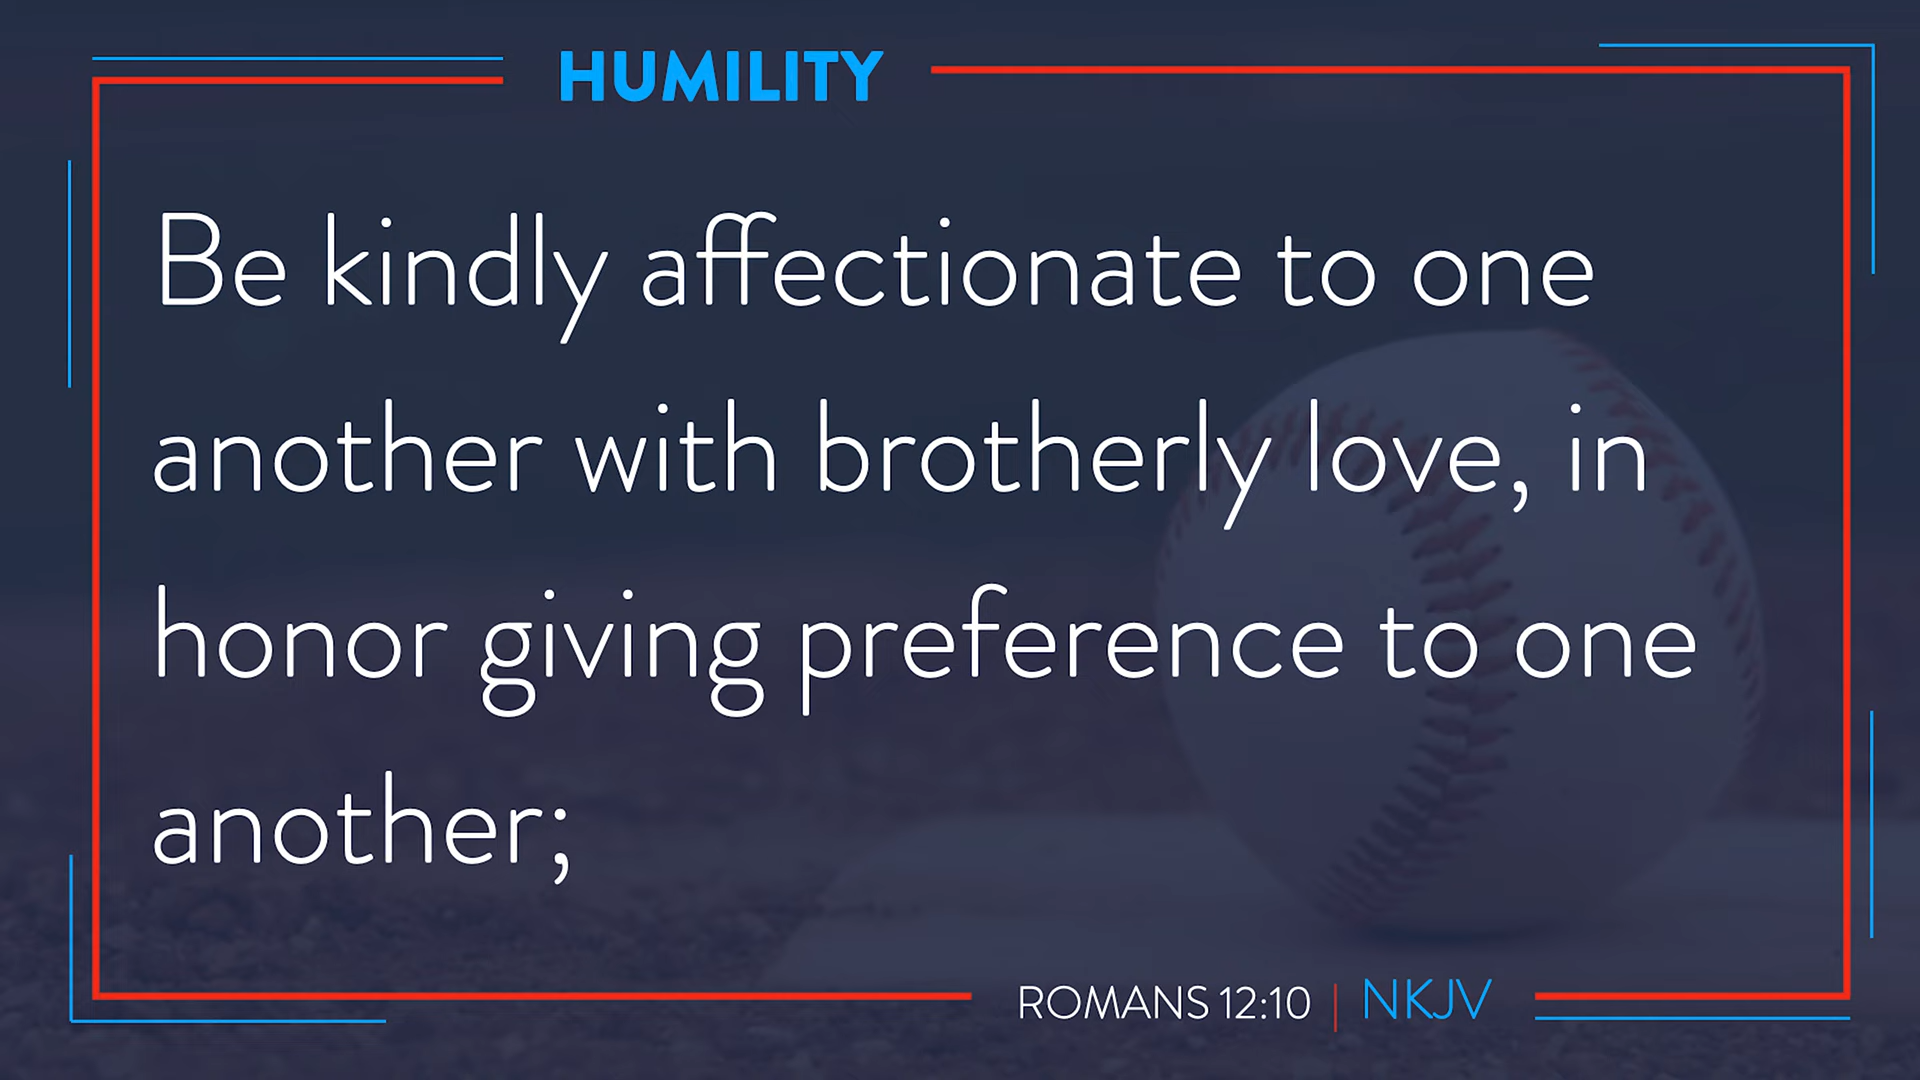 HUMILITY
Be kindly affectionate to one
another with brotherly love, in
honor giving preference to one
another;
ROMANS 12:10 | NKJV